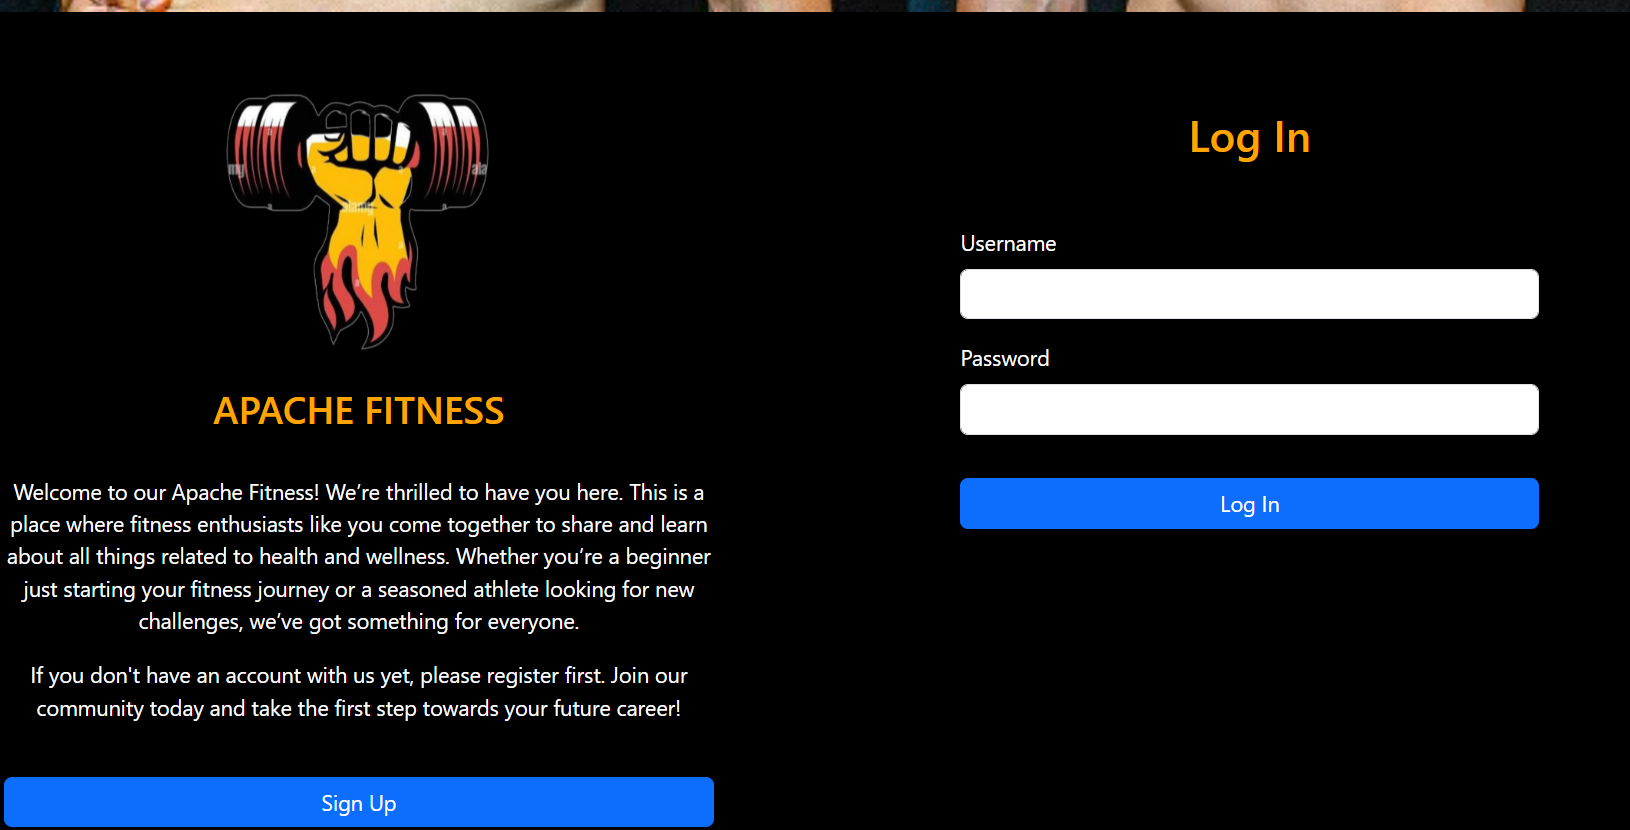 my
ala
a
a
a
alamy
a
a
a
a
APACHE FITNESS
Welcome to our Apache Fitness! We’re thrilled to have you here. This is a
place where fitness enthusiasts like you come together to share and learn
about all things related to health and wellness. Whether you’re a beginner
just starting your fitness journey or a seasoned athlete looking for new
challenges, we’ve got something for everyone.
If you don't have an account with us yet, please register first. Join our
community today and take the first step towards your future career!
Sign Up
Log In
Username
Password
Log In